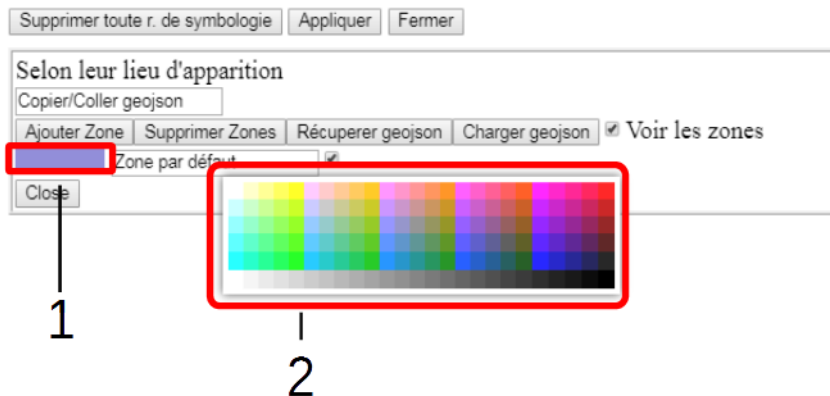 Supprimer toute r. de symbologie Appliquer Fermer
Selon leur lieu d'apparition
Copier/Coller geojson
Ajouter Zone Supprimer Zones Récuperer geojson Charger geojson Voir les zones
Zone par défaut
Close
1
2